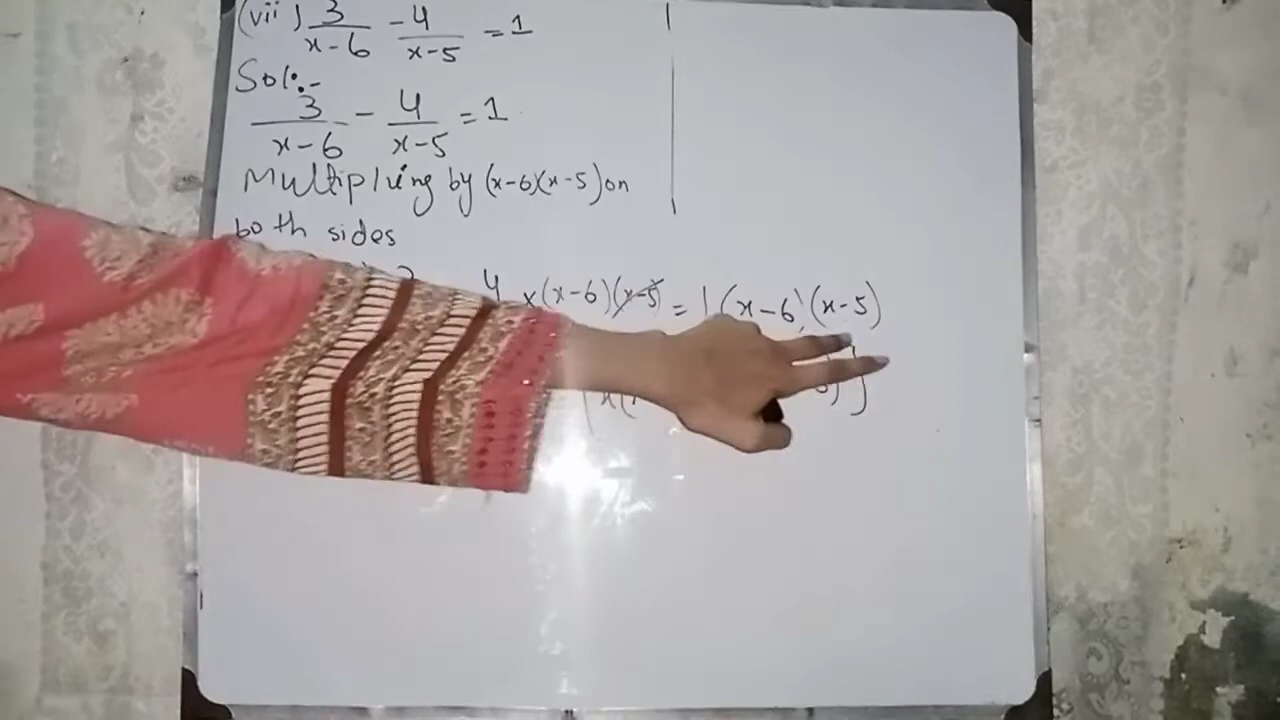 (vii) 3/(x-6) - 4/(x-5) = 1
Sol:-
3/(x-6) - 4/(x-5) = 1
Multiplying by (x-6)(x-5) on
both sides
4 x(x-6)(x-5) = 1(x-6)(x-5)